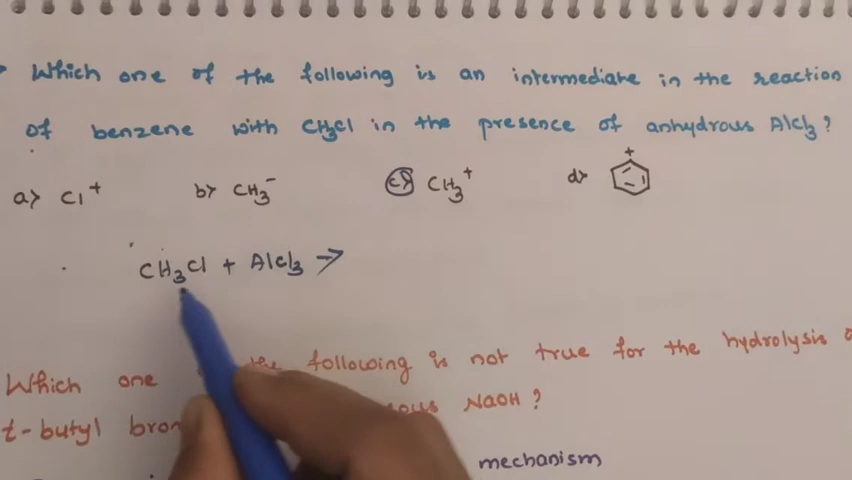 Which one of the following is an intermediate in the reaction
of benzene with CH3Cl in the presence of anhydrous AlCl3?
a) Cl+ b) CH3- c) CH3+ d) +
CH3Cl + AlCl3 →
Which one the following is not true for the hydrolysis
t-butyl NaOH?
mechanism